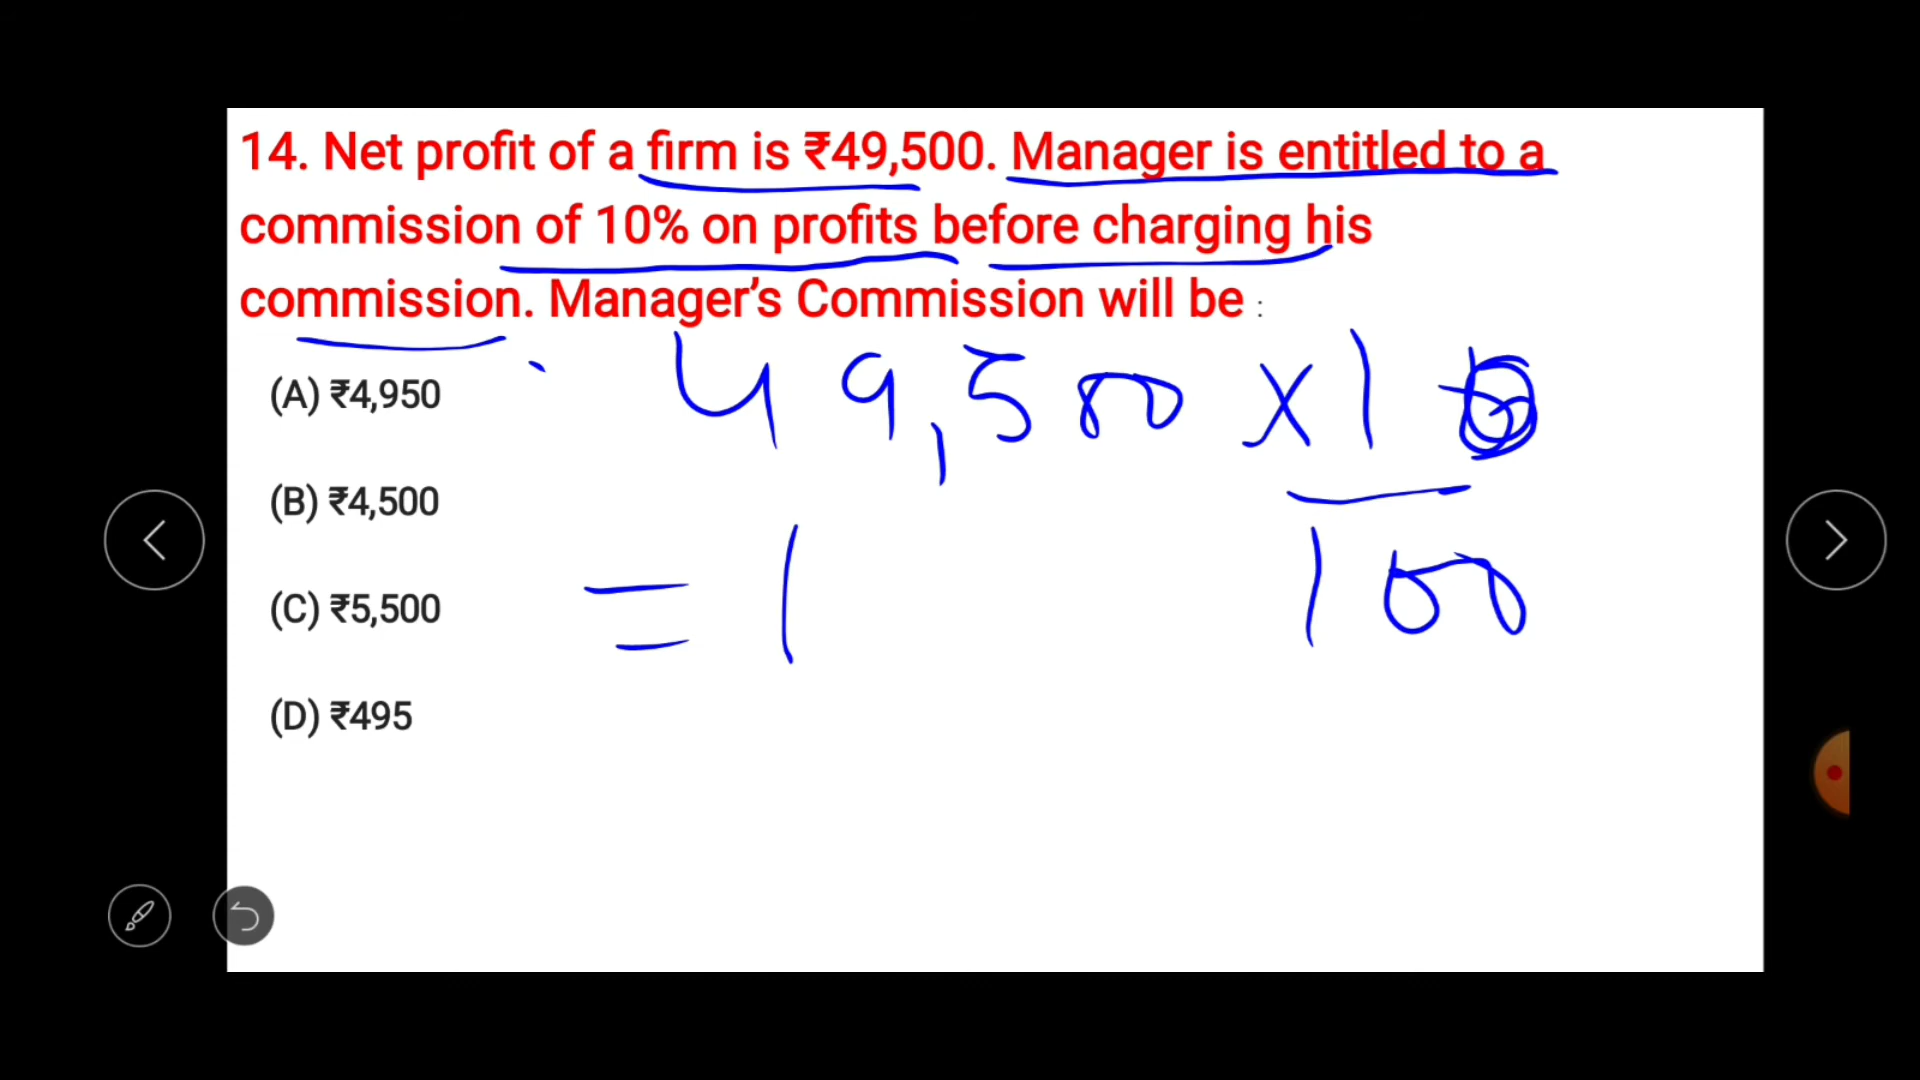 14. Net profit of a firm is ₹49,500. Manager is entitled to a
commission of 10% on profits before charging his
commission. Manager's Commission will be :
(A) ₹4,950
49,500 x 10
(B) ₹4,500
100
= 1
(C) ₹5,500
(D) ₹495